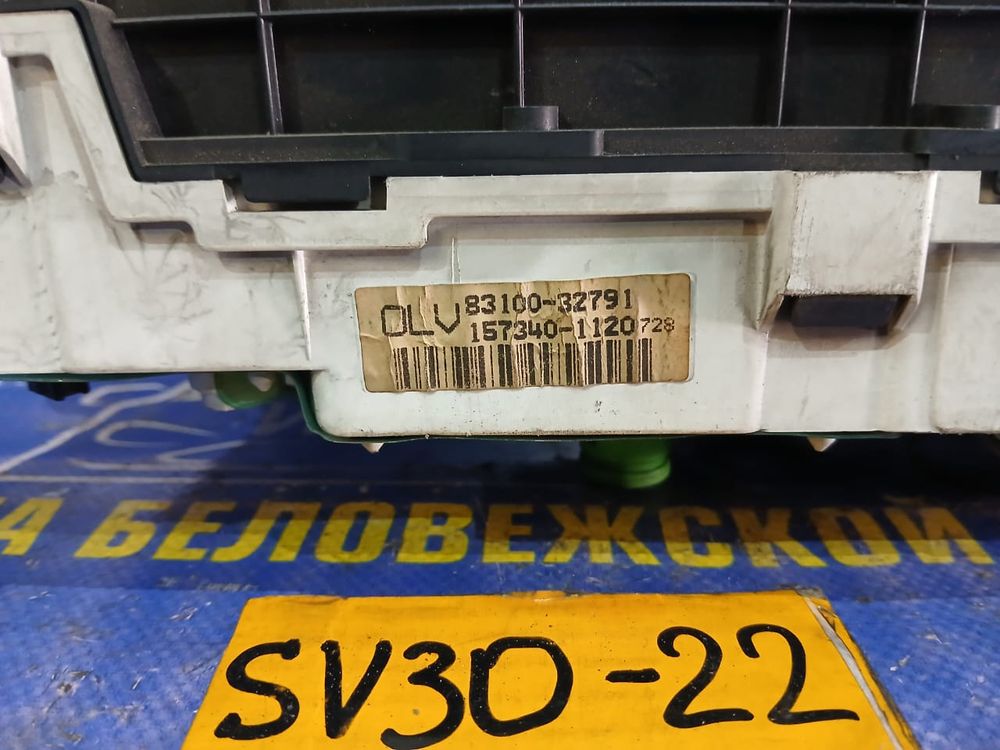 OLV 83100-32791
157340-1120 728
А БЕЛОВЕЖСКОЙ
SV30-22